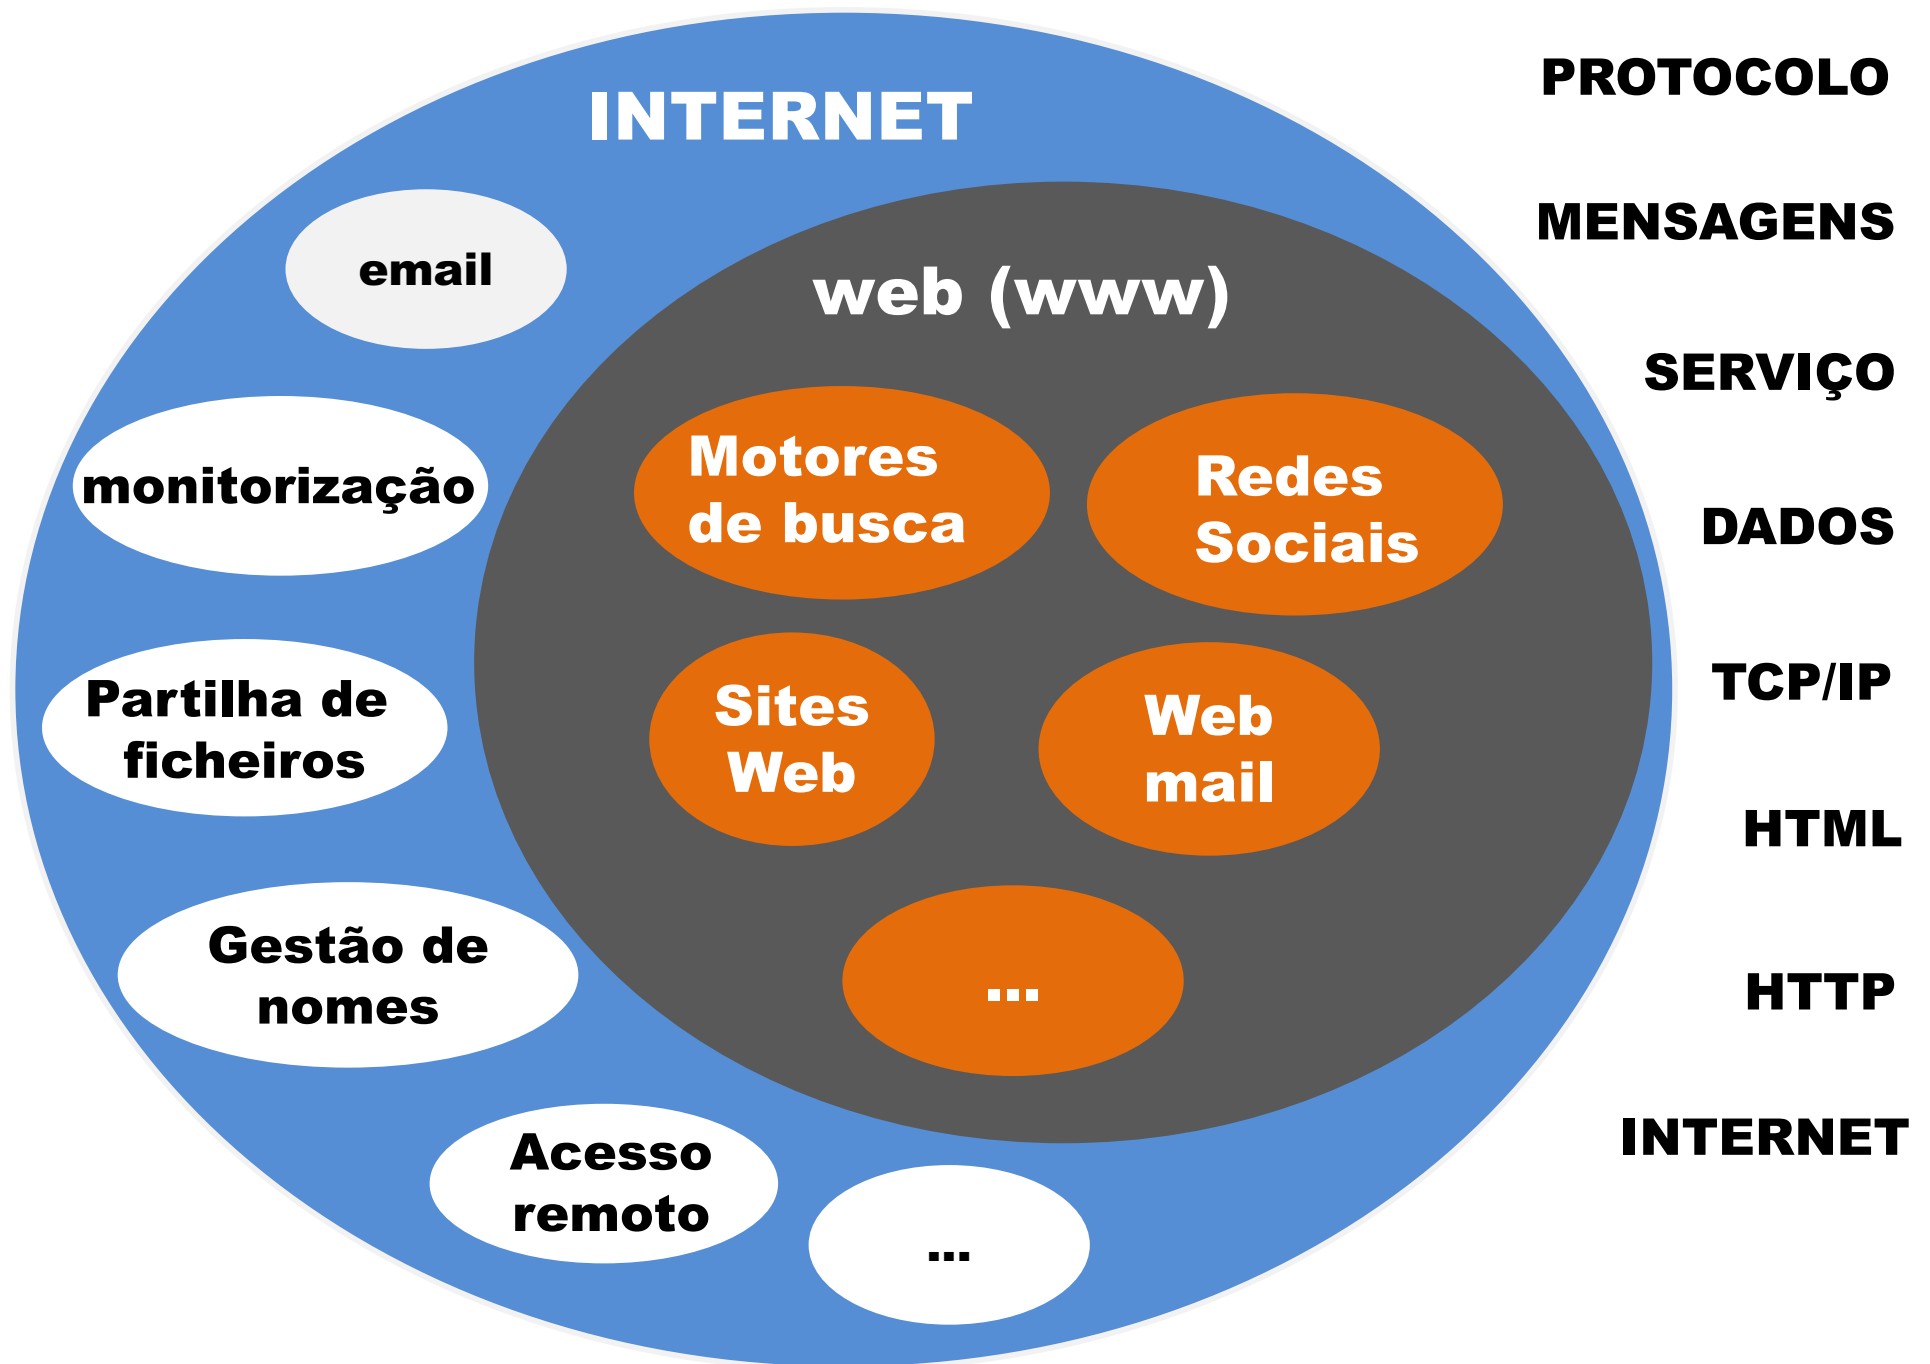 INTERNET
email
web (www)
monitorização
Motores
de busca
Redes
Sociais
Partilha de
ficheiros
Sites
Web
Web
mail
Gestão de
nomes
...
Acesso
remoto
...
PROTOCOLO
MENSAGENS
SERVIÇO
DADOS
TCP/IP
HTML
HTTP
INTERNET